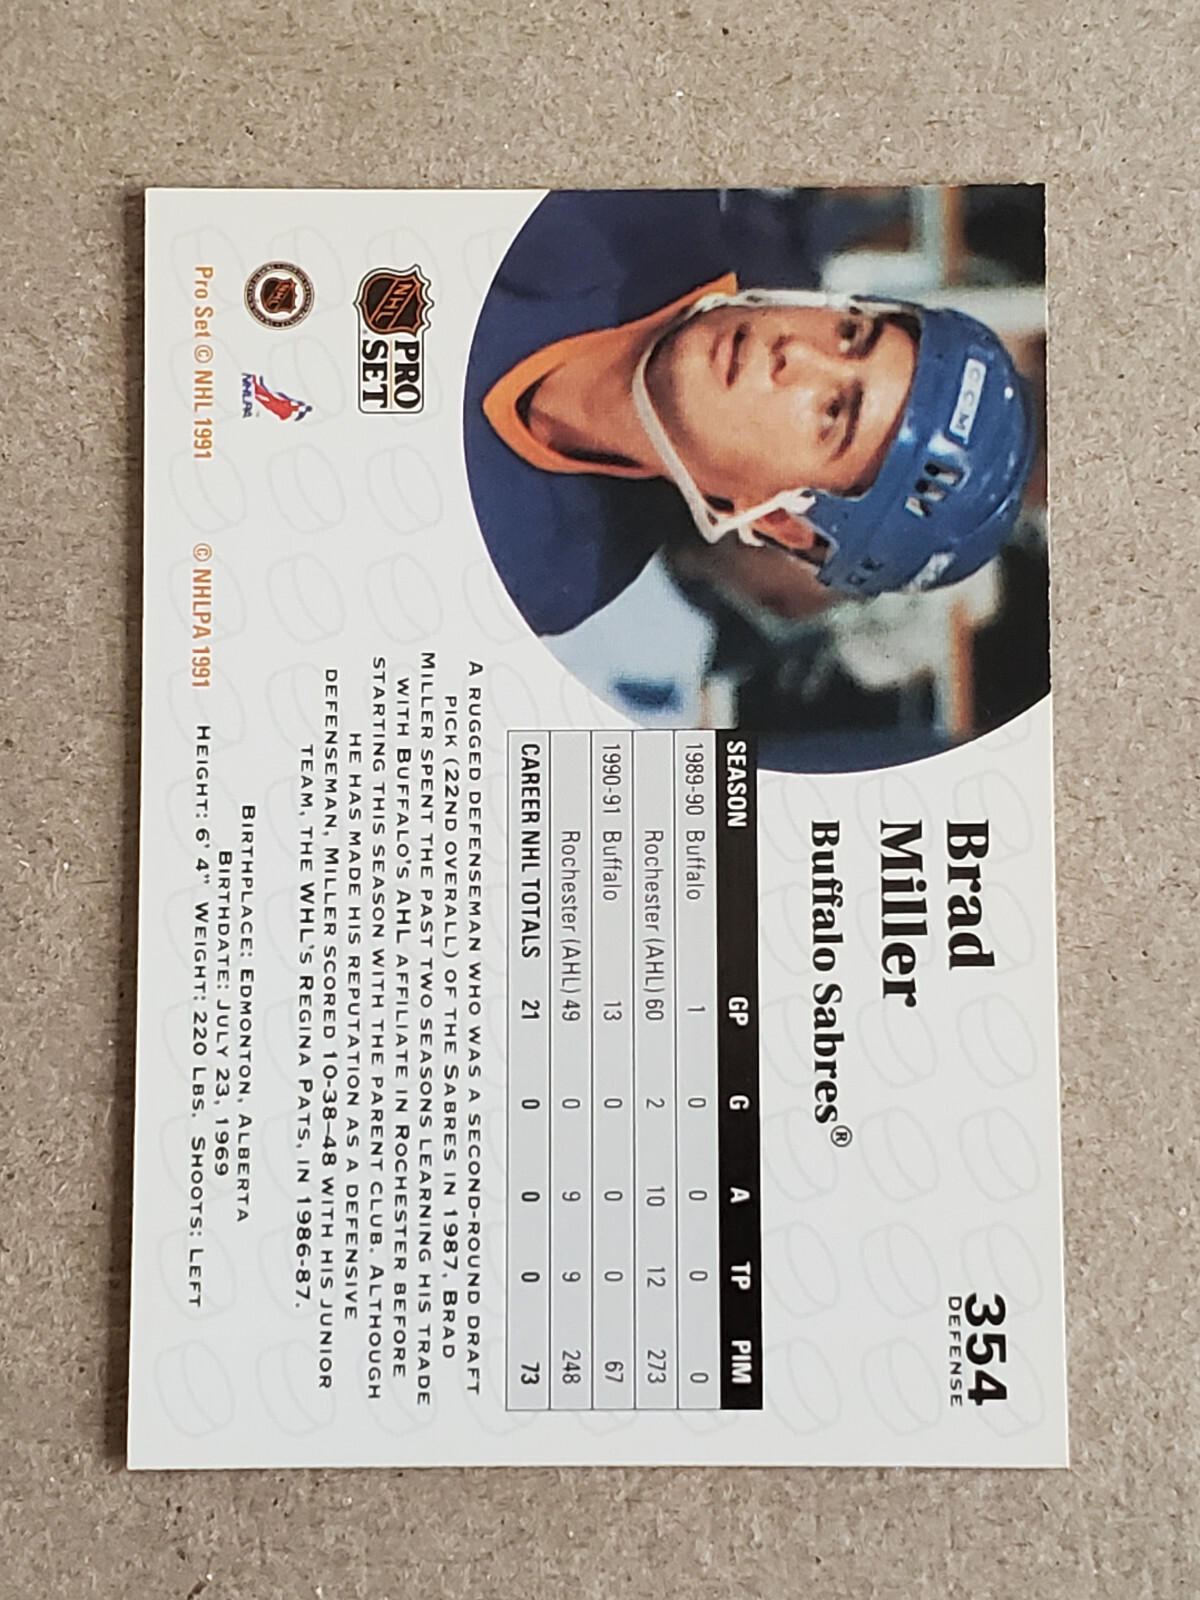 354
DEFENSE
Brad
Miller
Buffalo Sabres®
CCM
SEASON GP G A TP PIM
1989-90 Buffalo 1 0 0 0 0
Rochester (AHL) 60 2 10 12 273
1990-91 Buffalo 13 0 0 0 67
Rochester (AHL) 49 0 9 9 248
CAREER NHL TOTALS 21 0 0 0 73
A RUGGED DEFENSEMAN WHO WAS A SECOND-ROUND DRAFT
PICK (22ND OVERALL) OF THE SABRES IN 1987, BRAD
MILLER SPENT THE PAST TWO SEASONS LEARNING HIS TRADE
WITH BUFFALO'S AHL AFFILIATE IN ROCHESTER BEFORE
STARTING THIS SEASON WITH THE PARENT CLUB. ALTHOUGH
HE HAS MADE HIS REPUTATION AS A DEFENSIVE
DEFENSEMAN, MILLER SCORED 10-38–48 WITH HIS JUNIOR
TEAM, THE WHL'S REGINA PATS, IN 1986-87.
BIRTHPLACE: EDMONTON, ALBERTA
BIRTHDATE: JULY 23, 1969
HEIGHT: 6' 4" WEIGHT: 220 LBS. SHOOTS: LEFT
NHL PRO
SET
NHL
NHLPA™
Pro Set © NHL 1991 © NHLPA 1991